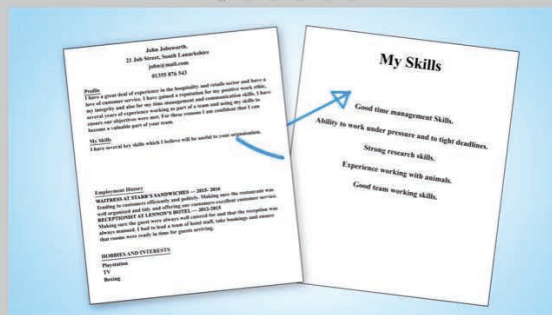 John Jobsworth.
21 Job Street, South Lanarkshire
john@mail.com
01355 876 543
Profile
I have a great deal of experience in the hospitality and retails sector and have a
love of customer service. I have gained a reputation for my positive work ethic,
my integrity and also for my time management and communication skills. I have
several years of experience working as part of a team and using my skills to
ensure our objectives were met. For these reasons I am confident that I can
become a valuable part of your team.
My Skills
I have several key skills which I believe will be useful to your organisation.
Employment History
WAITRESS AT STARR'S SANDWICHES — 2015- 2016
Tending to customers efficiently and politely. Making sure the restaurant was
well organized and tidy and offering our customers excellent customer service.
RECEPTIONIST AT LENNON'S HOTEL — 2012-2015
Making sure the guest were always well catered for and that the reception was
always manned. I had to lead a team of hotel staff, take bookings and ensure
that rooms were ready in time for guests arriving.
HOBBIES AND INTERESTS
Playstation
TV
Boxing
My Skills
Good time management Skills.
Ability to work under pressure and to tight deadlines.
Strong research skills.
Experience working with animals.
Good team working skills.